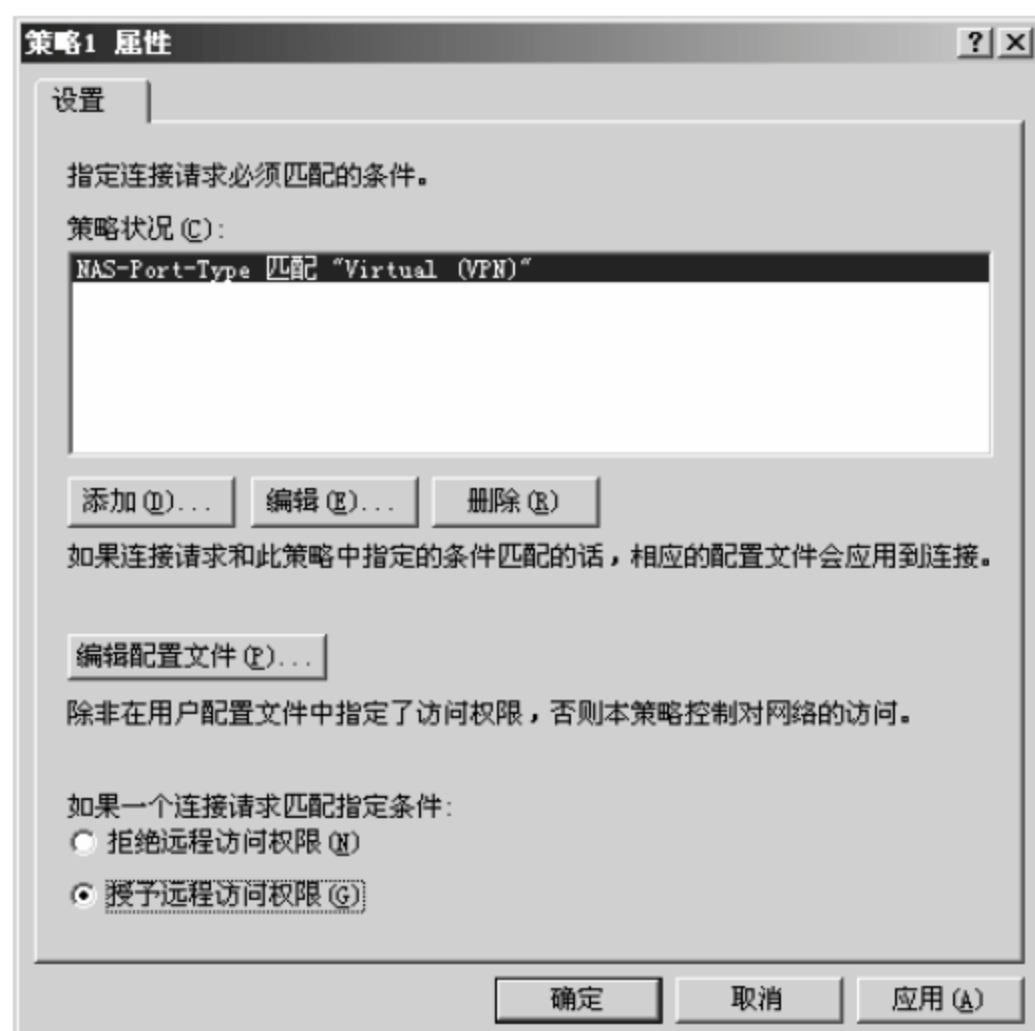 策略1 属性
设置
指定连接请求必须匹配的条件。
策略状况(C):
NAS-Port-Type 匹配 "Virtual (VPN)"
添加(D)... 编辑(E)... 删除(R)
如果连接请求和此策略中指定的条件匹配的话，相应的配置文件会应用到连接。
编辑配置文件(P)...
除非在用户配置文件中指定了访问权限，否则本策略控制对网络的访问。
如果一个连接请求匹配指定条件:
拒绝远程访问权限(N)
授予远程访问权限(G)
确定 取消 应用(A)